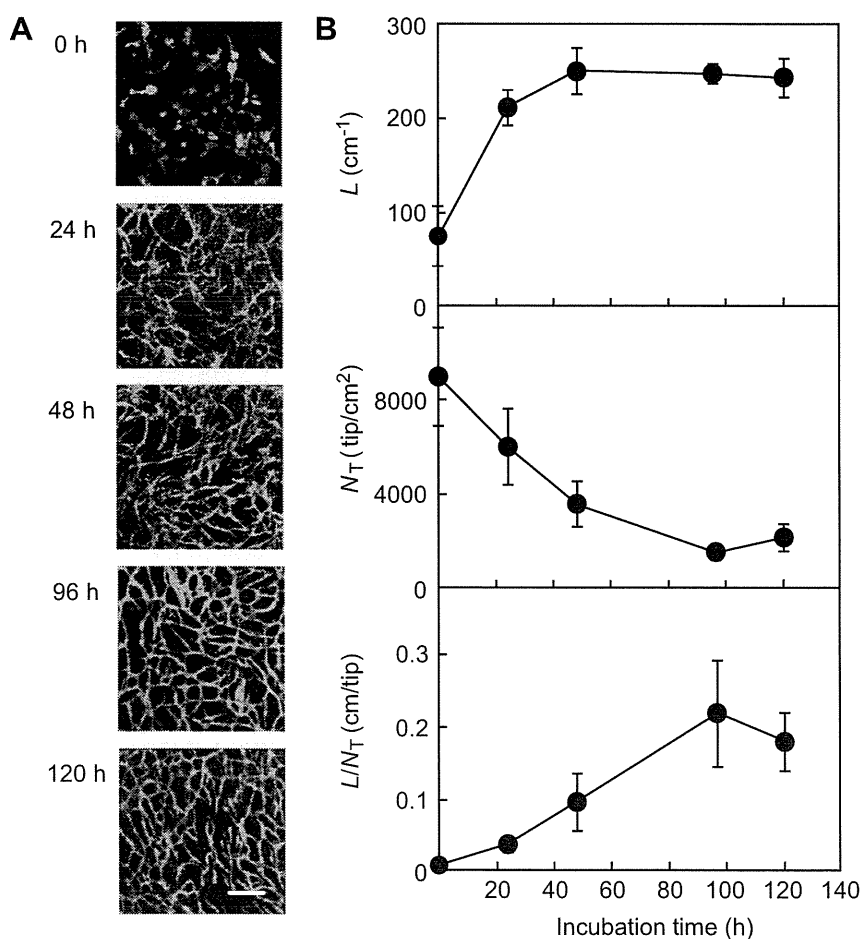 A
0 h
24 h
48 h
96 h
120 h
B
300
200
100
0
L (cm⁻¹)
8000
4000
0
N_T (tip/cm²)
0.3
0.2
0.1
0
L/N_T (cm/tip)
20 40 60 80 100 120 140
Incubation time (h)